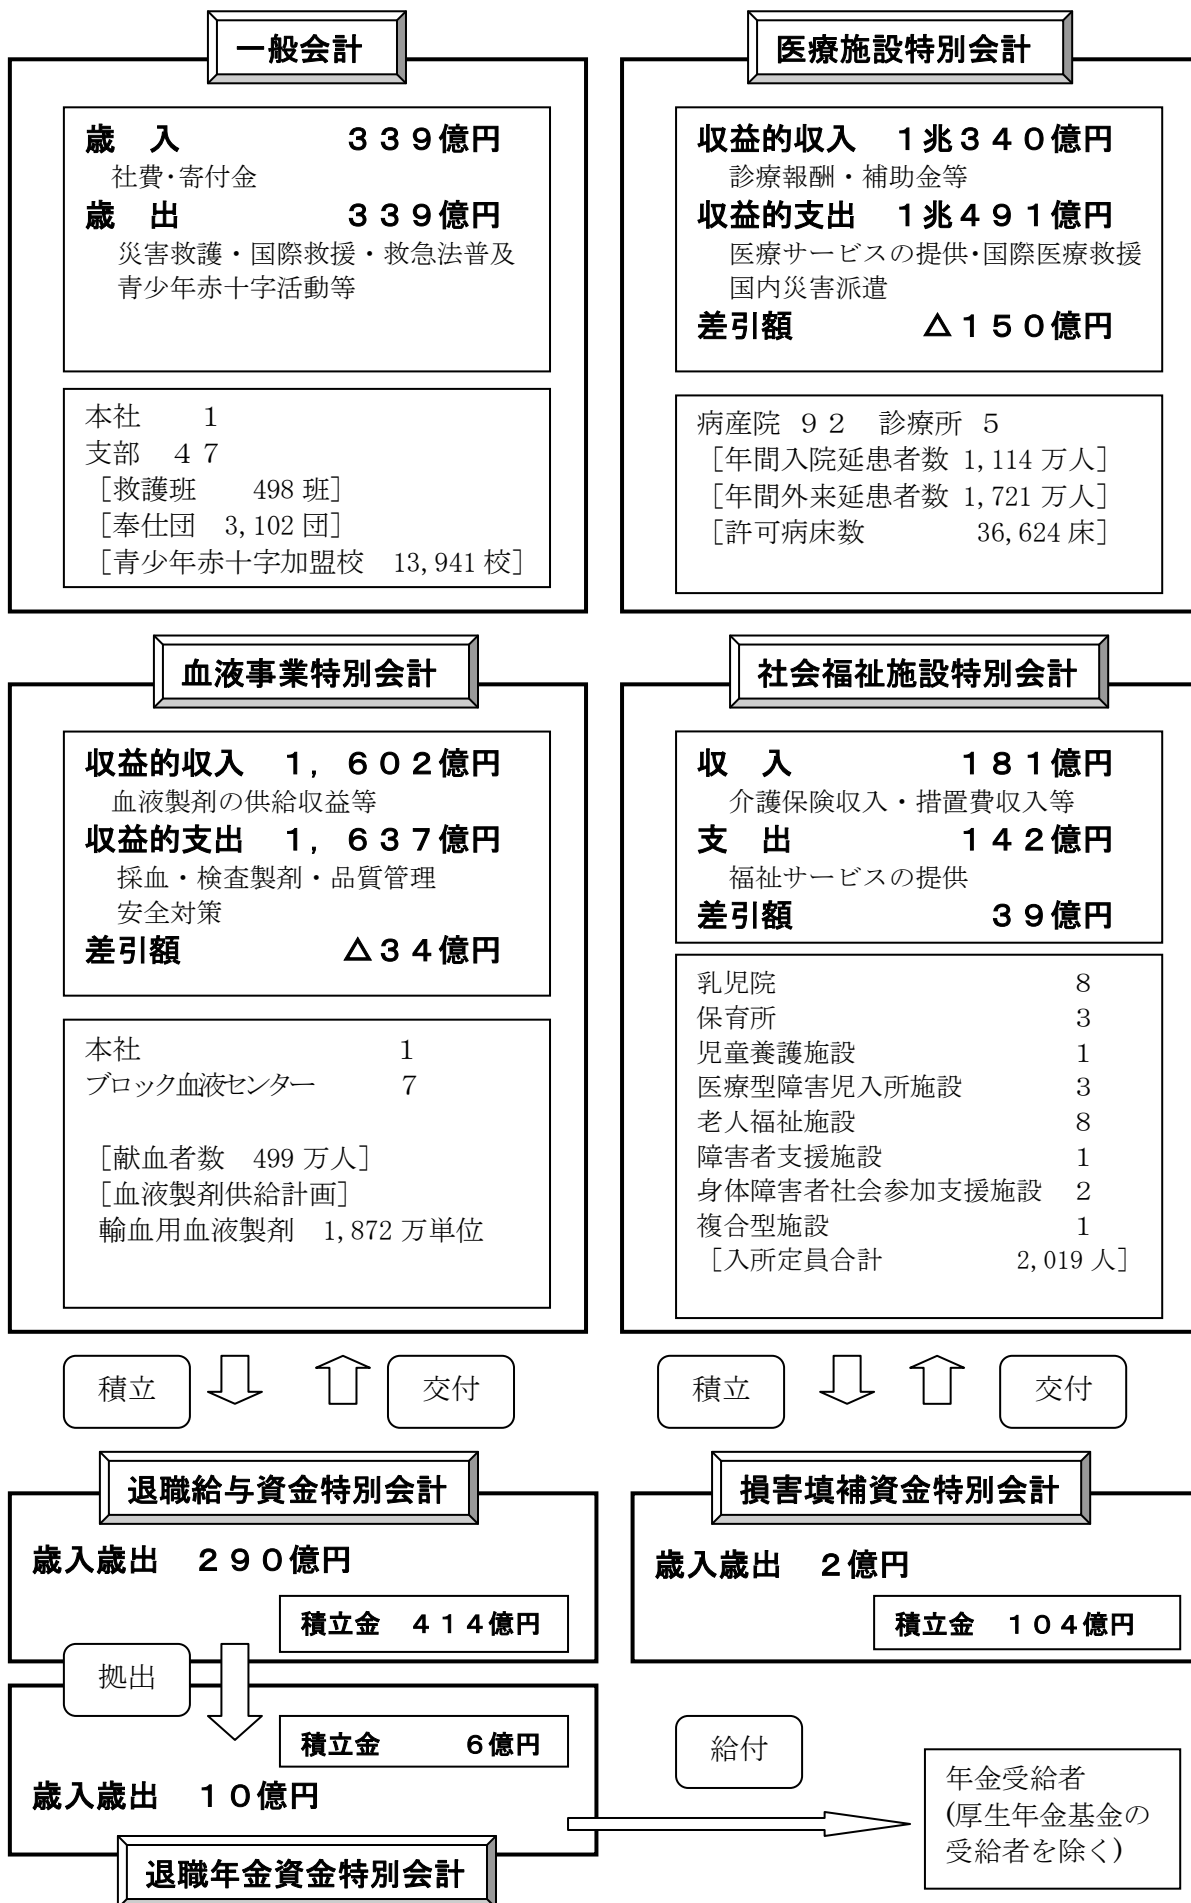 一般会計
歳　入　　　　　３３９億円
社費・寄付金
歳　出　　　　　３３９億円
災害救護・国際救援・救急法普及
青少年赤十字活動等
本社　　1
支部　４７
［救護班　　498 班］
［奉仕団　3,102 団］
［青少年赤十字加盟校　13,941 校］
医療施設特別会計
収益的収入　１兆３４０億円
診療報酬・補助金等
収益的支出　１兆４９１億円
医療サービスの提供・国際医療救援
国内災害派遣
差引額　　　　△１５０億円
病産院　９２　診療所　５
［年間入院延患者数 1,114 万人］
［年間外来延患者数 1,721 万人］
［許可病床数　　　　36,624 床］
血液事業特別会計
収益的収入　１，６０２億円
血液製剤の供給収益等
収益的支出　１，６３７億円
採血・検査製剤・品質管理
安全対策
差引額　　　　　△３４億円
本社　　　　　　　　　1
ブロック血液センター　　　7
［献血者数　499 万人］
［血液製剤供給計画］
輸血用血液製剤　1,872 万単位
社会福祉施設特別会計
収　入　　　　　１８１億円
介護保険収入・措置費収入等
支　出　　　　　１４２億円
福祉サービスの提供
差引額　　　　　　３９億円
乳児院　　　　　　　　　8
保育所　　　　　　　　　3
児童養護施設　　　　　　1
医療型障害児入所施設　　3
老人福祉施設　　　　　　8
障害者支援施設　　　　　1
身体障害者社会参加支援施設　2
複合型施設　　　　　　　1
［入所定員合計　　　　2,019 人］
積立
交付
積立
交付
退職給与資金特別会計
歳入歳出　２９０億円
積立金　４１４億円
損害填補資金特別会計
歳入歳出　２億円
積立金　１０４億円
拠出
積立金　　　６億円
歳入歳出　１０億円
退職年金資金特別会計
給付
年金受給者
(厚生年金基金の
受給者を除く)